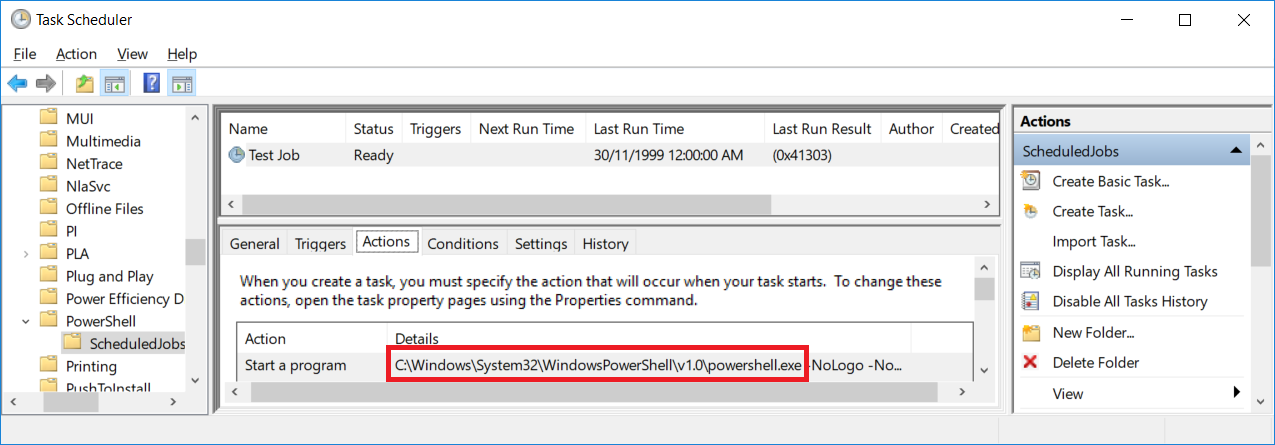 Task Scheduler
File Action View Help
MUI
Multimedia
NetTrace
NlaSvc
Offline Files
PI
PLA
Plug and Play
Power Efficiency D
PowerShell
ScheduledJobs
Printing
PushToInstall
Name Status Triggers Next Run Time Last Run Time Last Run Result Author Created
Test Job Ready 30/11/1999 12:00:00 AM (0x41303)
General Triggers Actions Conditions Settings History
When you create a task, you must specify the action that will occur when your task starts. To change these
actions, open the task property pages using the Properties command.
Action Details
Start a program C:\Windows\System32\WindowsPowerShell\v1.0\powershell.exe -NoLogo -No...
Actions
ScheduledJobs
Create Basic Task...
Create Task...
Import Task...
Display All Running Tasks
Disable All Tasks History
New Folder...
Delete Folder
View